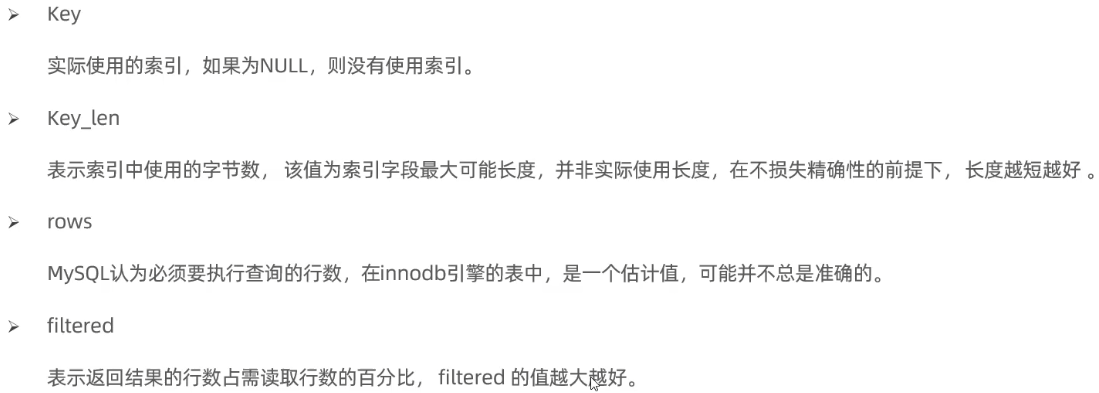 ➢ Key
实际使用的索引，如果为NULL，则没有使用索引。
➢ Key_len
表示索引中使用的字节数， 该值为索引字段最大可能长度，并非实际使用长度，在不损失精确性的前提下， 长度越短越好 。
➢ rows
MySQL认为必须要执行查询的行数，在innodb引擎的表中，是一个估计值，可能并不总是准确的。
➢ filtered
表示返回结果的行数占需读取行数的百分比， filtered 的值越大越好。